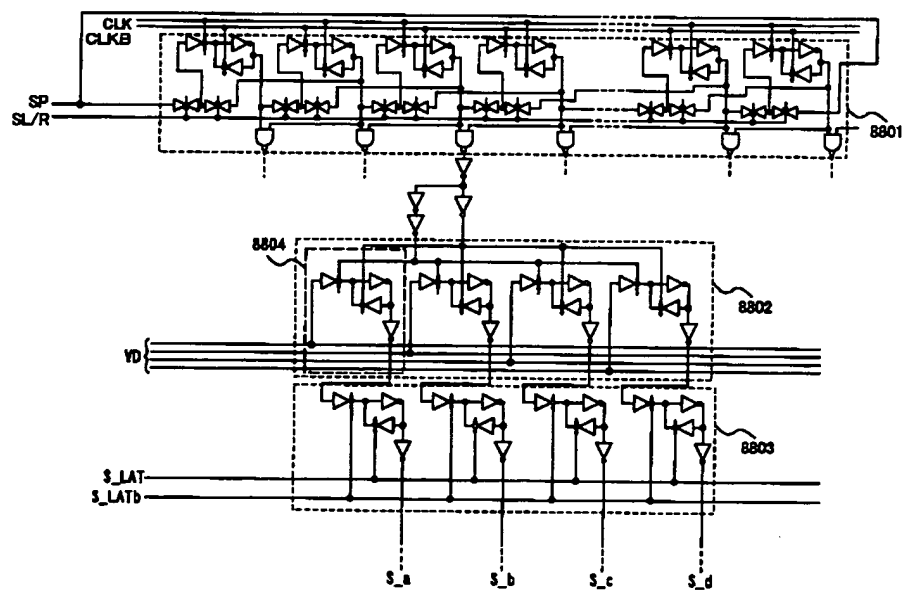 CLK
CLKB
SP
SL/R
8801
8804
8802
VD
8803
S_LAT
S_LATb
S_a
S_b
S_c
S_d